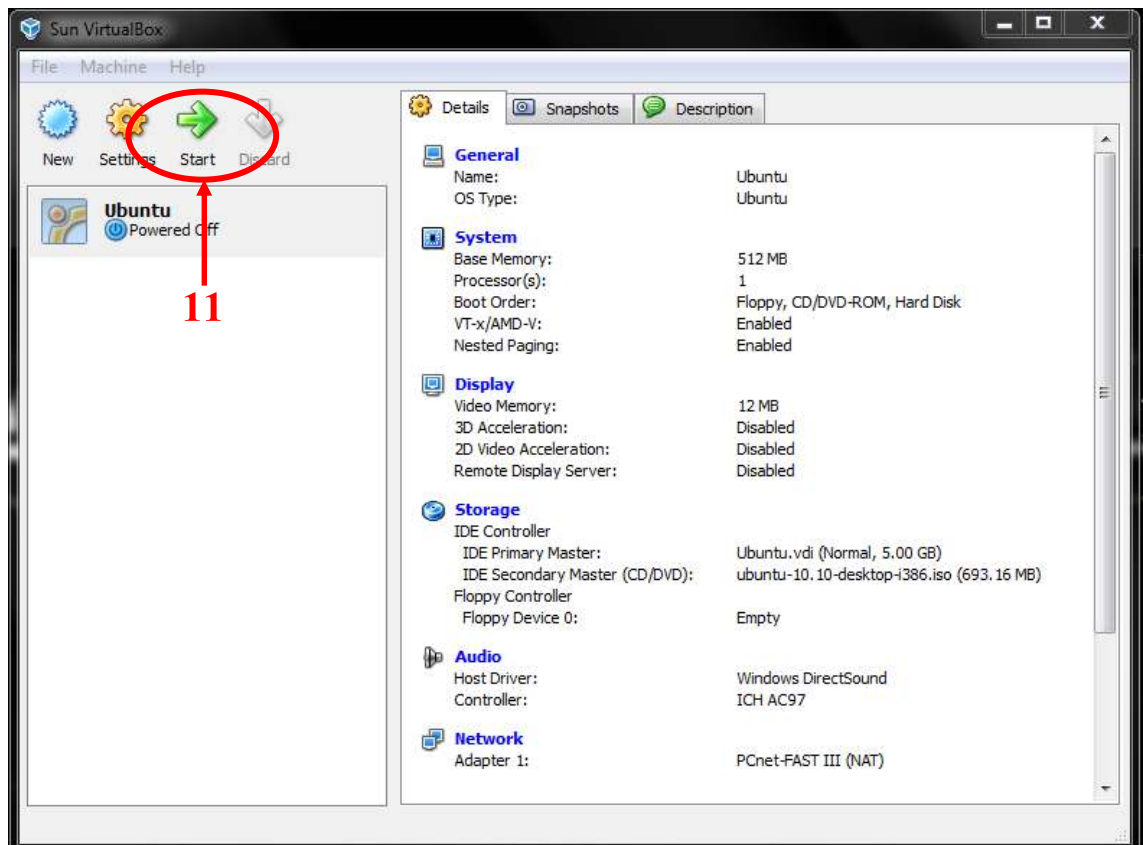 Sun VirtualBox
File Machine Help
New Settings Start Discard
Details Snapshots Description
Ubuntu
Powered Off
11
General
Name: Ubuntu
OS Type: Ubuntu
System
Base Memory: 512 MB
Processor(s): 1
Boot Order: Floppy, CD/DVD-ROM, Hard Disk
VT-x/AMD-V: Enabled
Nested Paging: Enabled
Display
Video Memory: 12 MB
3D Acceleration: Disabled
2D Video Acceleration: Disabled
Remote Display Server: Disabled
Storage
IDE Controller
IDE Primary Master: Ubuntu.vdi (Normal, 5.00 GB)
IDE Secondary Master (CD/DVD): ubuntu-10.10-desktop-i386.iso (693.16 MB)
Floppy Controller
Floppy Device 0: Empty
Audio
Host Driver: Windows DirectSound
Controller: ICH AC97
Network
Adapter 1: PCnet-FAST III (NAT)